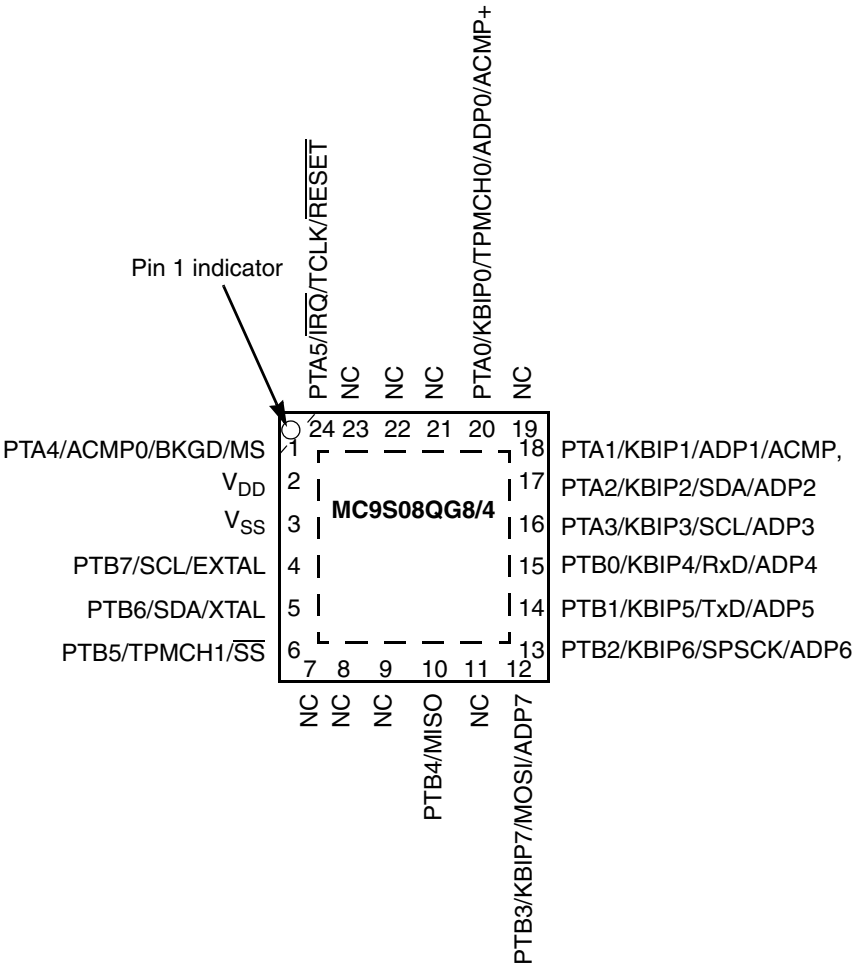 PTA0/KBIP0/TPMCH0/ADP0/ACMP+
PTA5/IRQ/TCLK/RESET
Pin 1 indicator
NC
NC
NC
NC
24 23 22 21 20 19
PTA4/ACMP0/BKGD/MS 1
18 PTA1/KBIP1/ADP1/ACMP,
VDD 2
17 PTA2/KBIP2/SDA/ADP2
MC9S08QG8/4
VSS 3
16 PTA3/KBIP3/SCL/ADP3
PTB7/SCL/EXTAL 4
15 PTB0/KBIP4/RxD/ADP4
PTB6/SDA/XTAL 5
14 PTB1/KBIP5/TxD/ADP5
PTB5/TPMCH1/SS 6
13 PTB2/KBIP6/SPSCK/ADP6
7 8 9 10 11 12
NC
NC
NC
PTB4/MISO
NC
PTB3/KBIP7/MOSI/ADP7